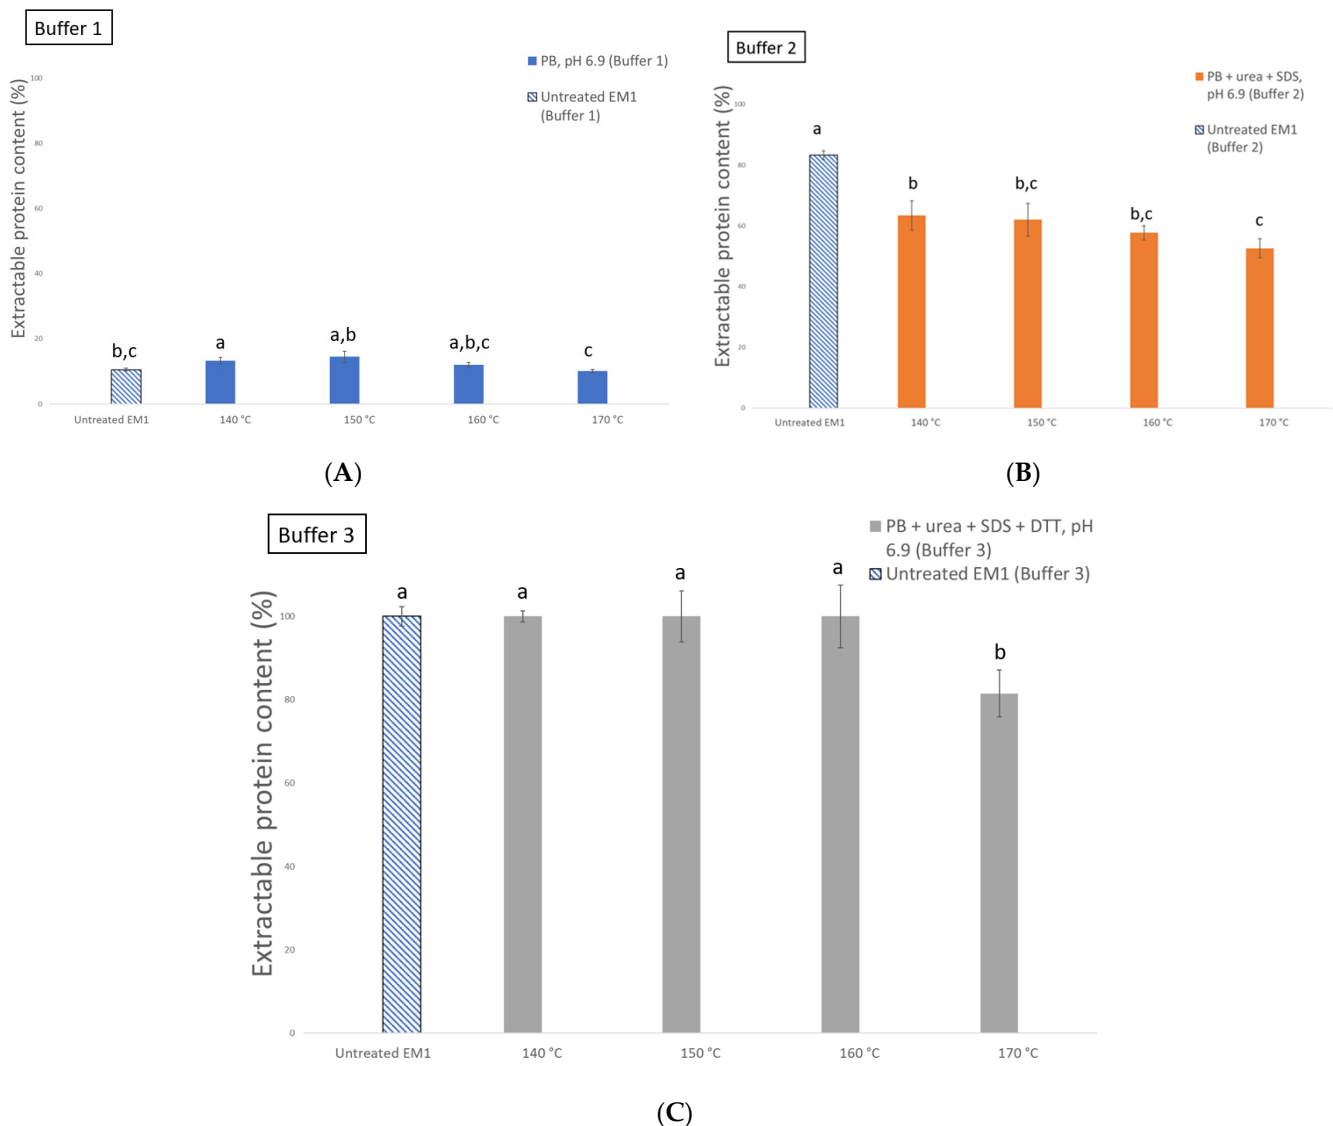 Buffer 1
PB, pH 6.9 (Buffer 1)
Untreated EM1
(Buffer 1)
Extractable protein content (%)
100
80
60
40
20
0
b,c
a
a,b
a,b,c
c
Untreated EM1
140 °C
150 °C
160 °C
170 °C
(A)
Buffer 2
PB + urea + SDS,
pH 6.9 (Buffer 2)
Untreated EM1
(Buffer 2)
Extractable protein content (%)
100
80
60
40
20
0
a
b
b,c
b,c
c
Untreated EM1
140 °C
150 °C
160 °C
170 °C
(B)
Buffer 3
PB + urea + SDS + DTT, pH
6.9 (Buffer 3)
Untreated EM1 (Buffer 3)
Extractable protein content (%)
100
80
60
40
20
0
a
a
a
a
b
Untreated EM1
140 °C
150 °C
160 °C
170 °C
(C)